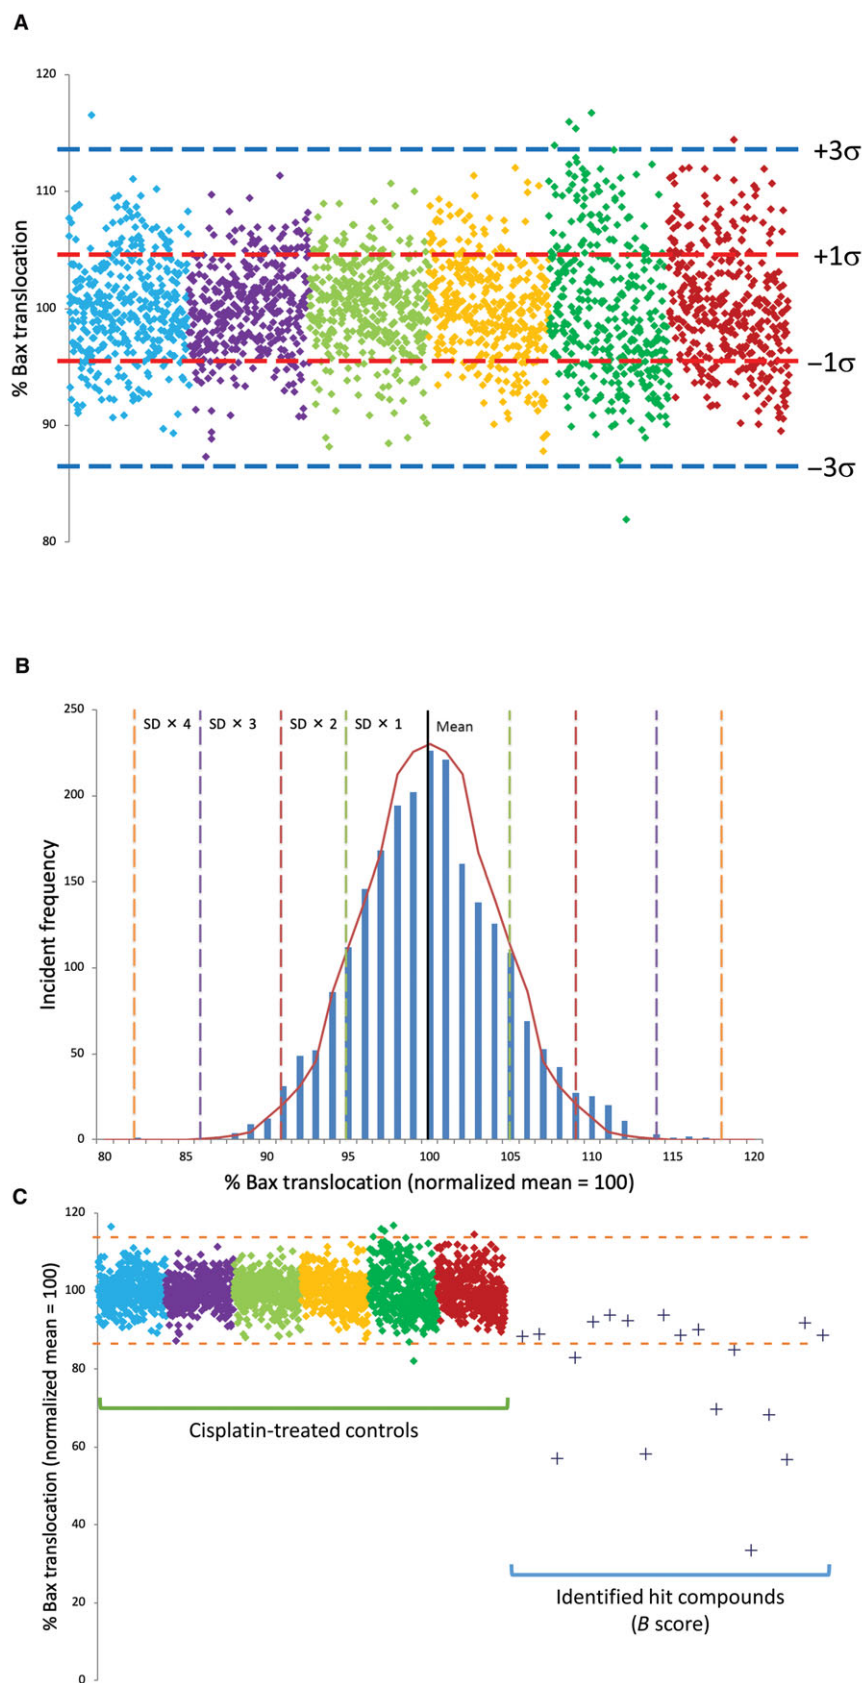 A
% Bax translocation
120
110
100
90
80
+3σ
+1σ
−1σ
−3σ
B
Incident frequency
250
200
150
100
50
0
SD × 4
SD × 3
SD × 2
SD × 1
Mean
80
85
90
95
100
105
110
115
120
% Bax translocation (normalized mean = 100)
C
% Bax translocation (normalized mean = 100)
120
100
80
60
40
20
0
Cisplatin-treated controls
Identified hit compounds
(B score)